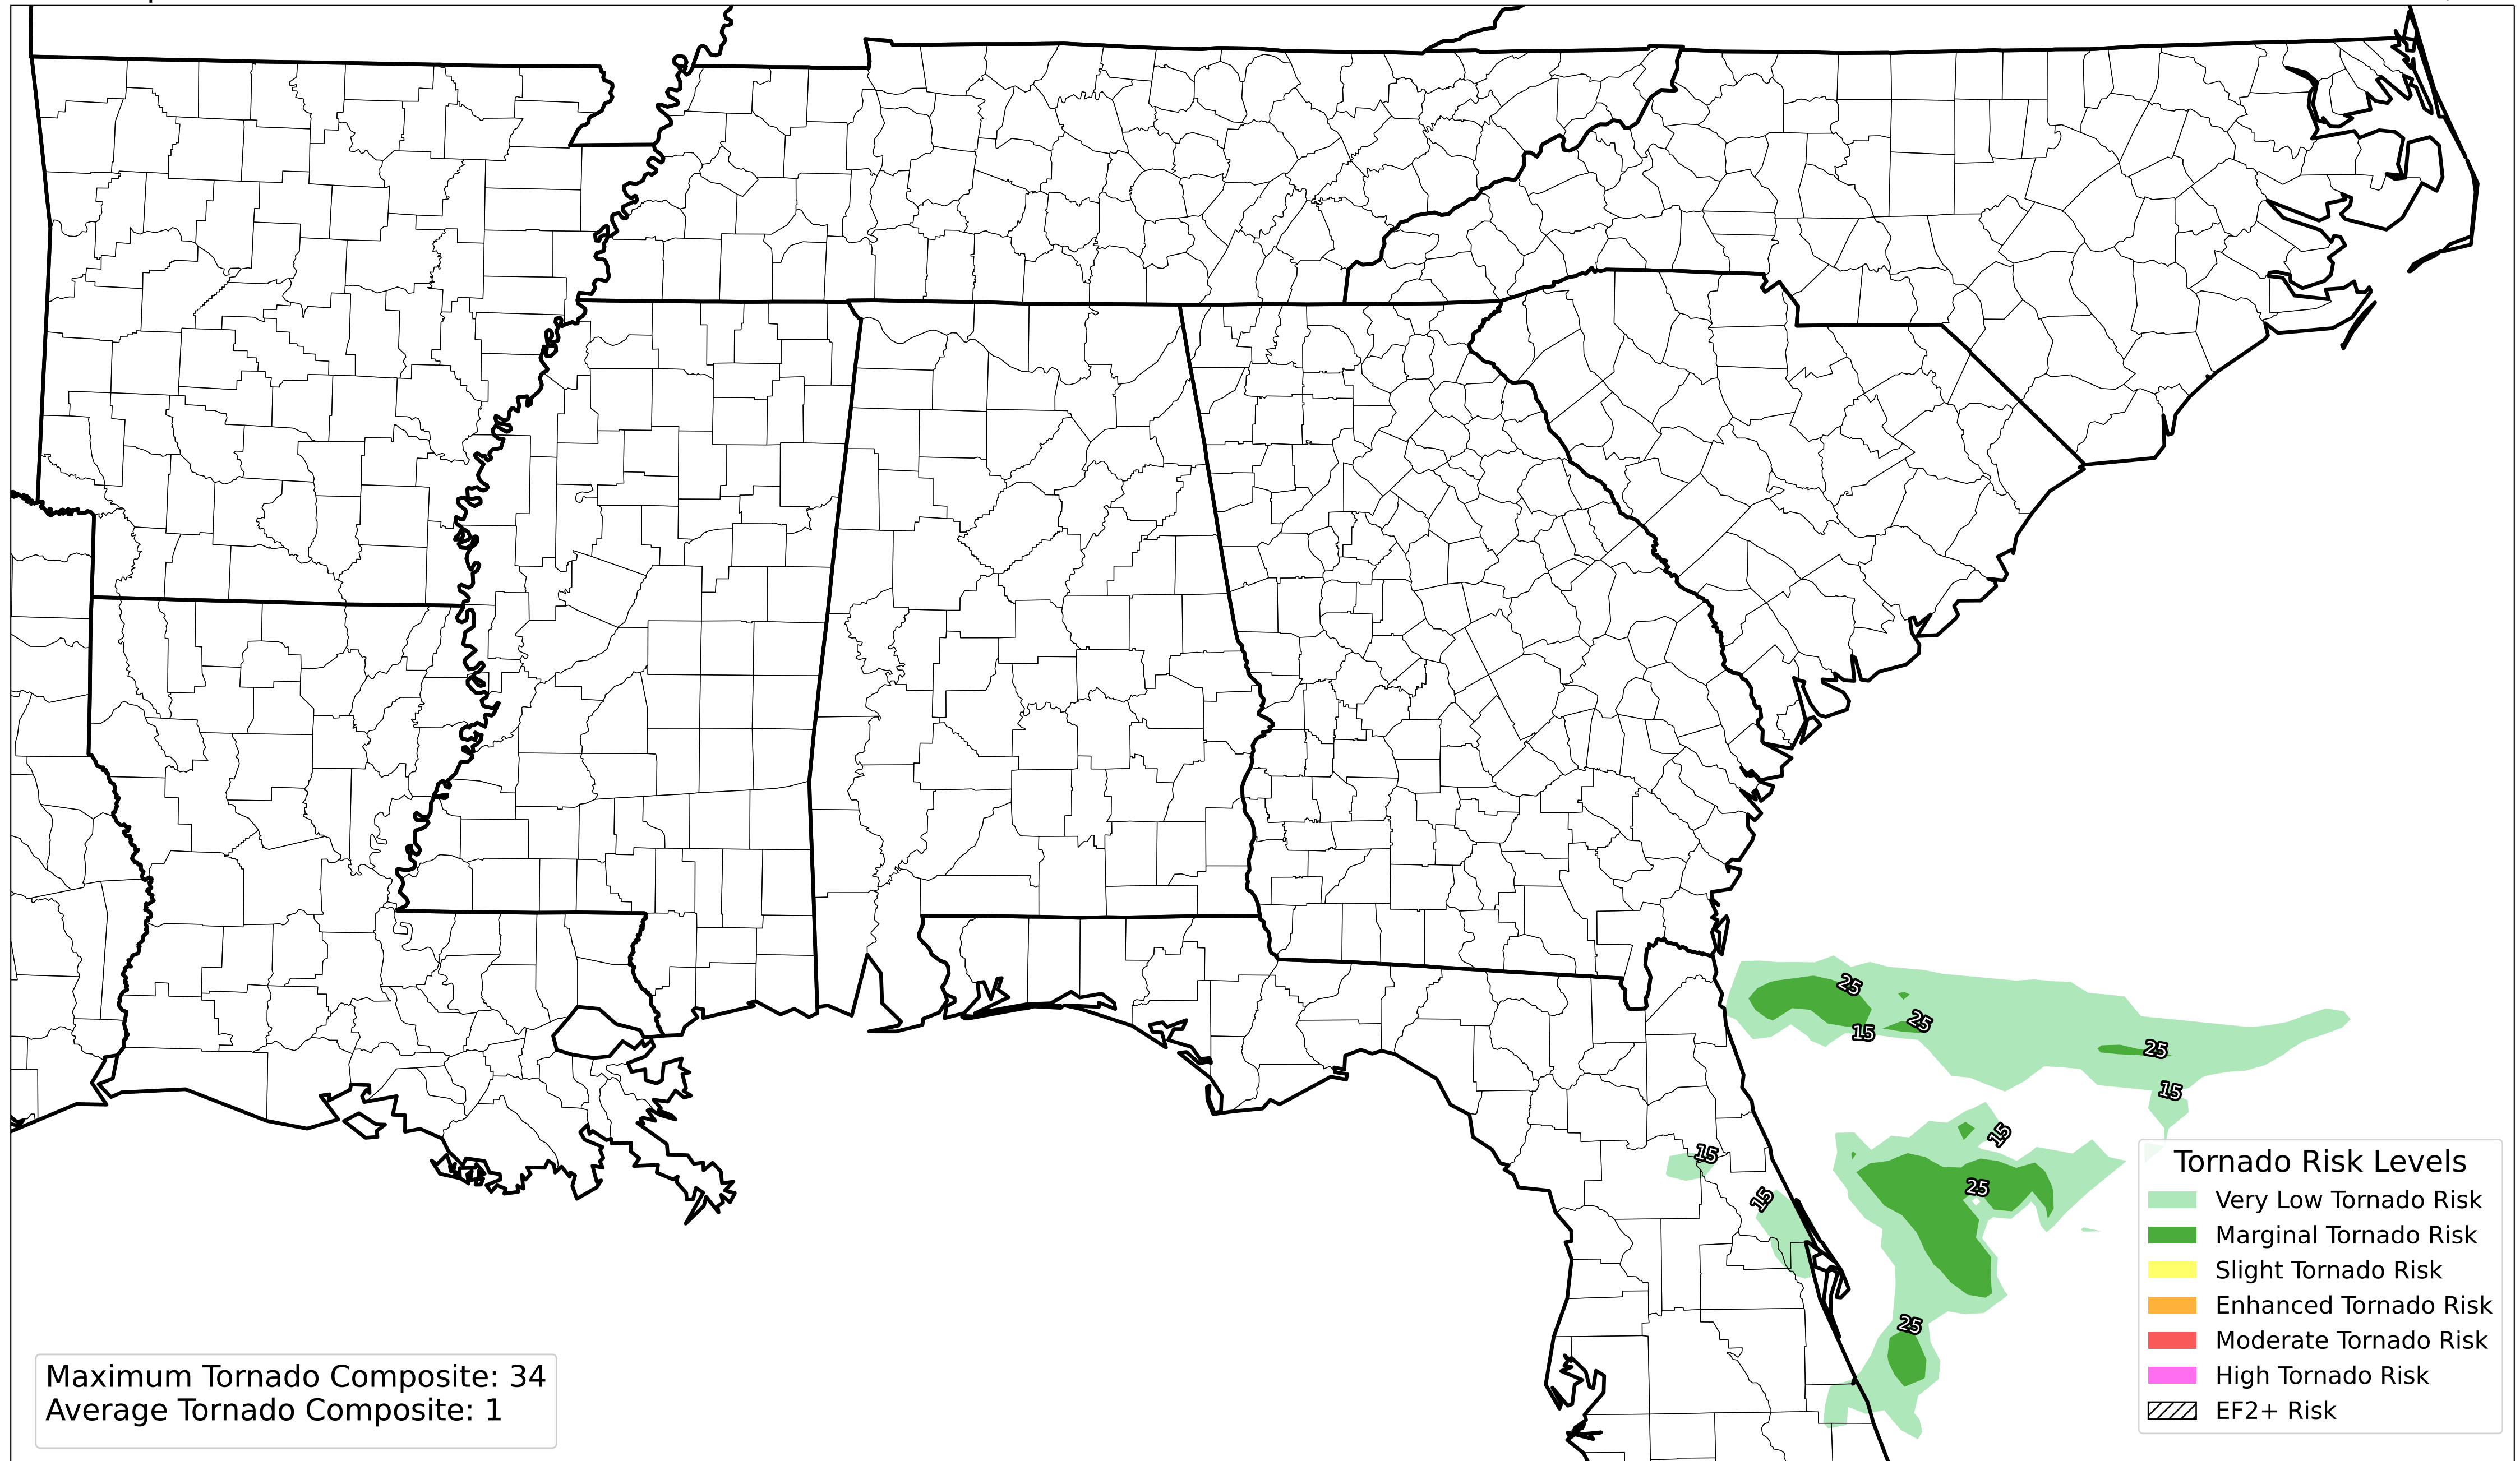 25
25
15
25
15
15
15
15
25
25
Tornado Risk Levels
Very Low Tornado Risk
Marginal Tornado Risk
Slight Tornado Risk
Enhanced Tornado Risk
Moderate Tornado Risk
High Tornado Risk
EF2+ Risk
Maximum Tornado Composite: 34
Average Tornado Composite: 1